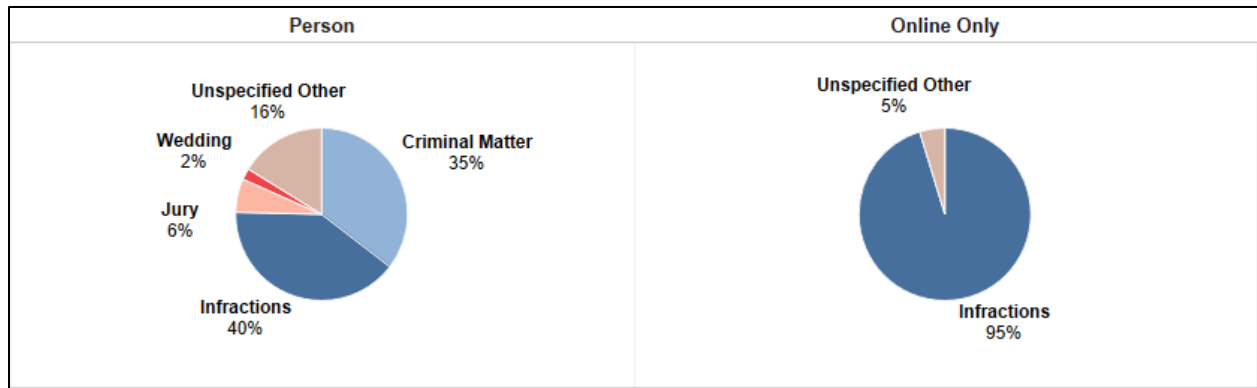 Person
Unspecified Other
16%
Wedding
2%
Criminal Matter
35%
Jury
6%
Infractions
40%
Online Only
Unspecified Other
5%
Infractions
95%